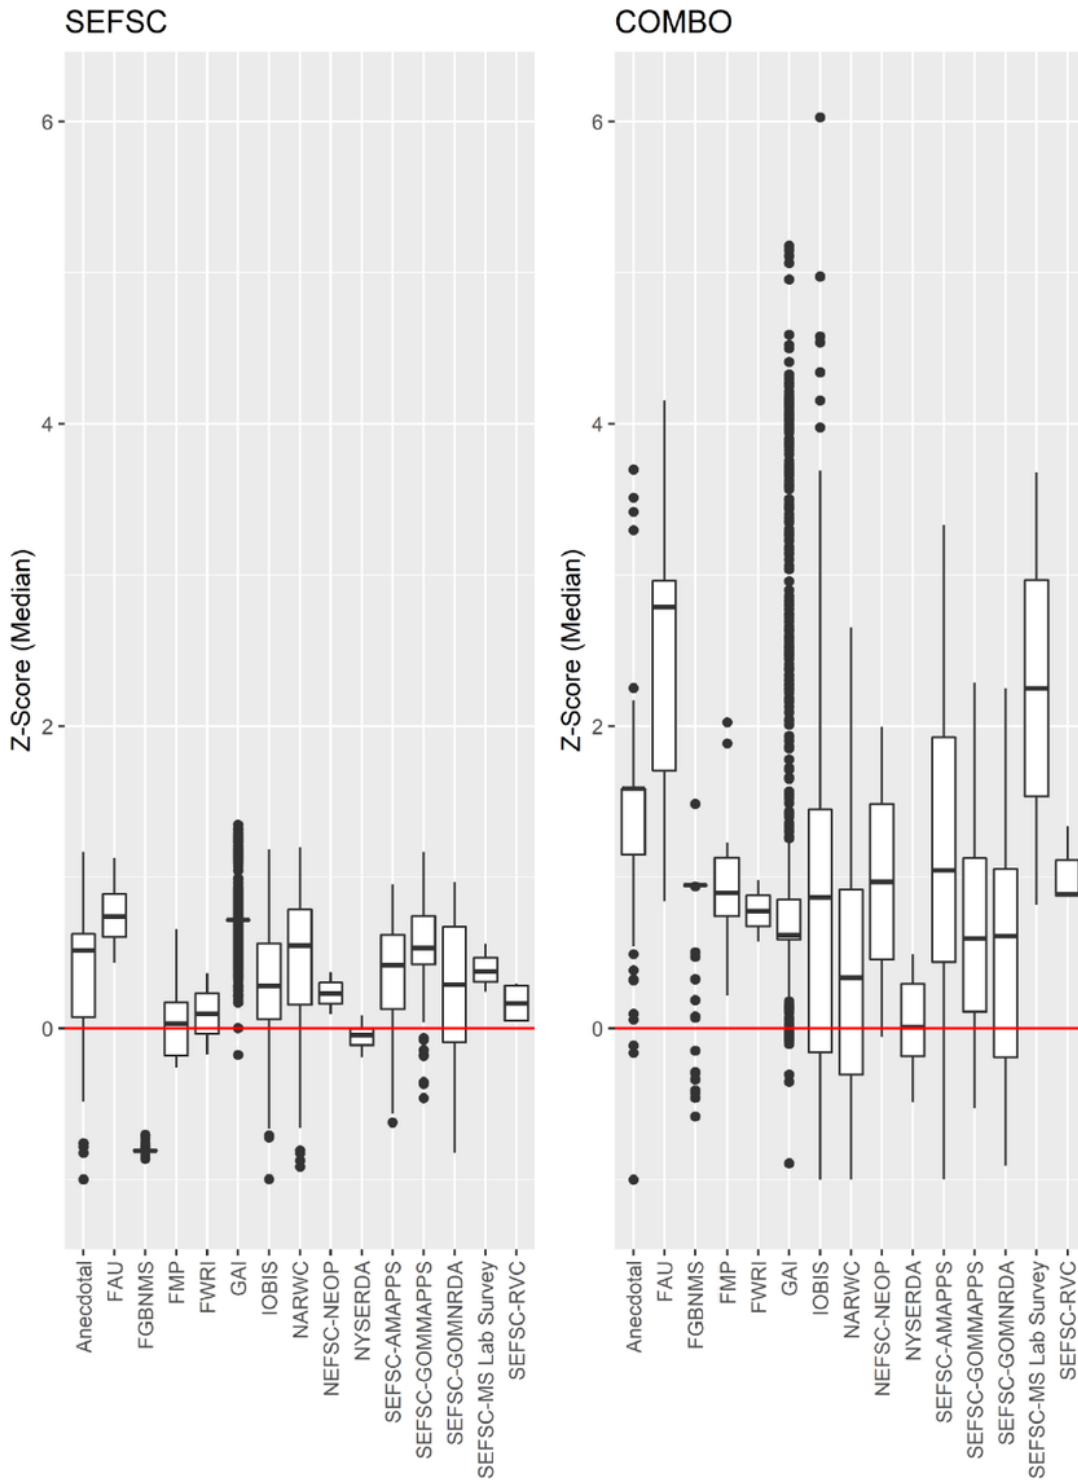 SEFSC
COMBO
Z-Score (Median)
6
4
2
0
Anecdotal
FAU
FGBNMS
FMP
FWRI
GAI
IOBIS
NARWC
NEFSC-NEOP
NYSERDA
SEFSC-AMAPPS
SEFSC-GOMMAPPS
SEFSC-GOMNRDA
SEFSC-MS Lab Survey
SEFSC-RVC
Z-Score (Median)
6
4
2
0
Anecdotal
FAU
FGBNMS
FMP
FWRI
GAI
IOBIS
NARWC
NEFSC-NEOP
NYSERDA
SEFSC-AMAPPS
SEFSC-GOMMAPPS
SEFSC-GOMNRDA
SEFSC-MS Lab Survey
SEFSC-RVC